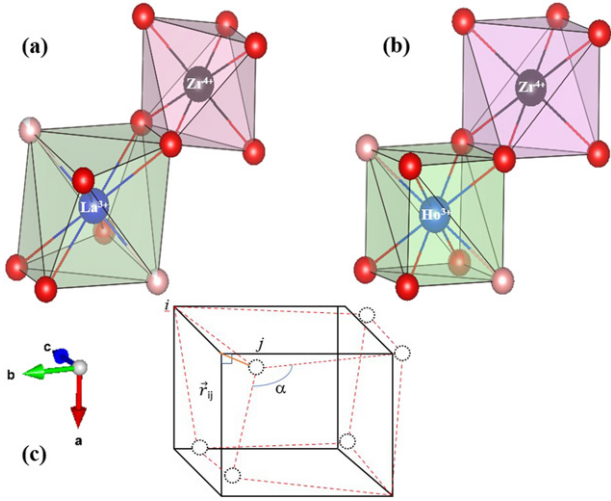 (a)
Zr4+
La3+
(b)
Zr4+
Ho3+
c
b
a
(c)
i
j
r⃗ij
α